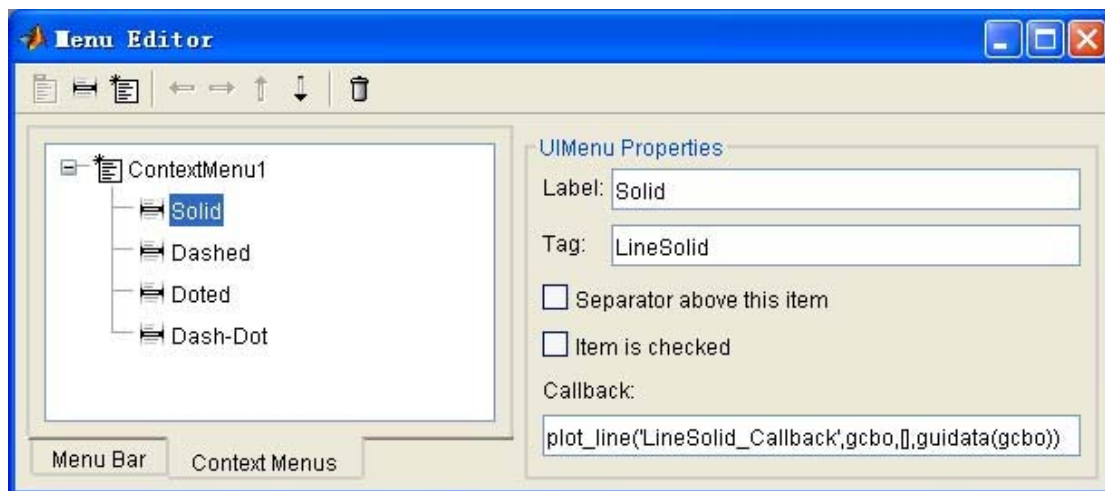 Menu Editor
ContextMenu1
Solid
Dashed
Doted
Dash-Dot
Menu Bar
Context Menus
UIMenu Properties
Label: Solid
Tag: LineSolid
Separator above this item
Item is checked
Callback:
plot_line('LineSolid_Callback',gcbo,[],guidata(gcbo))